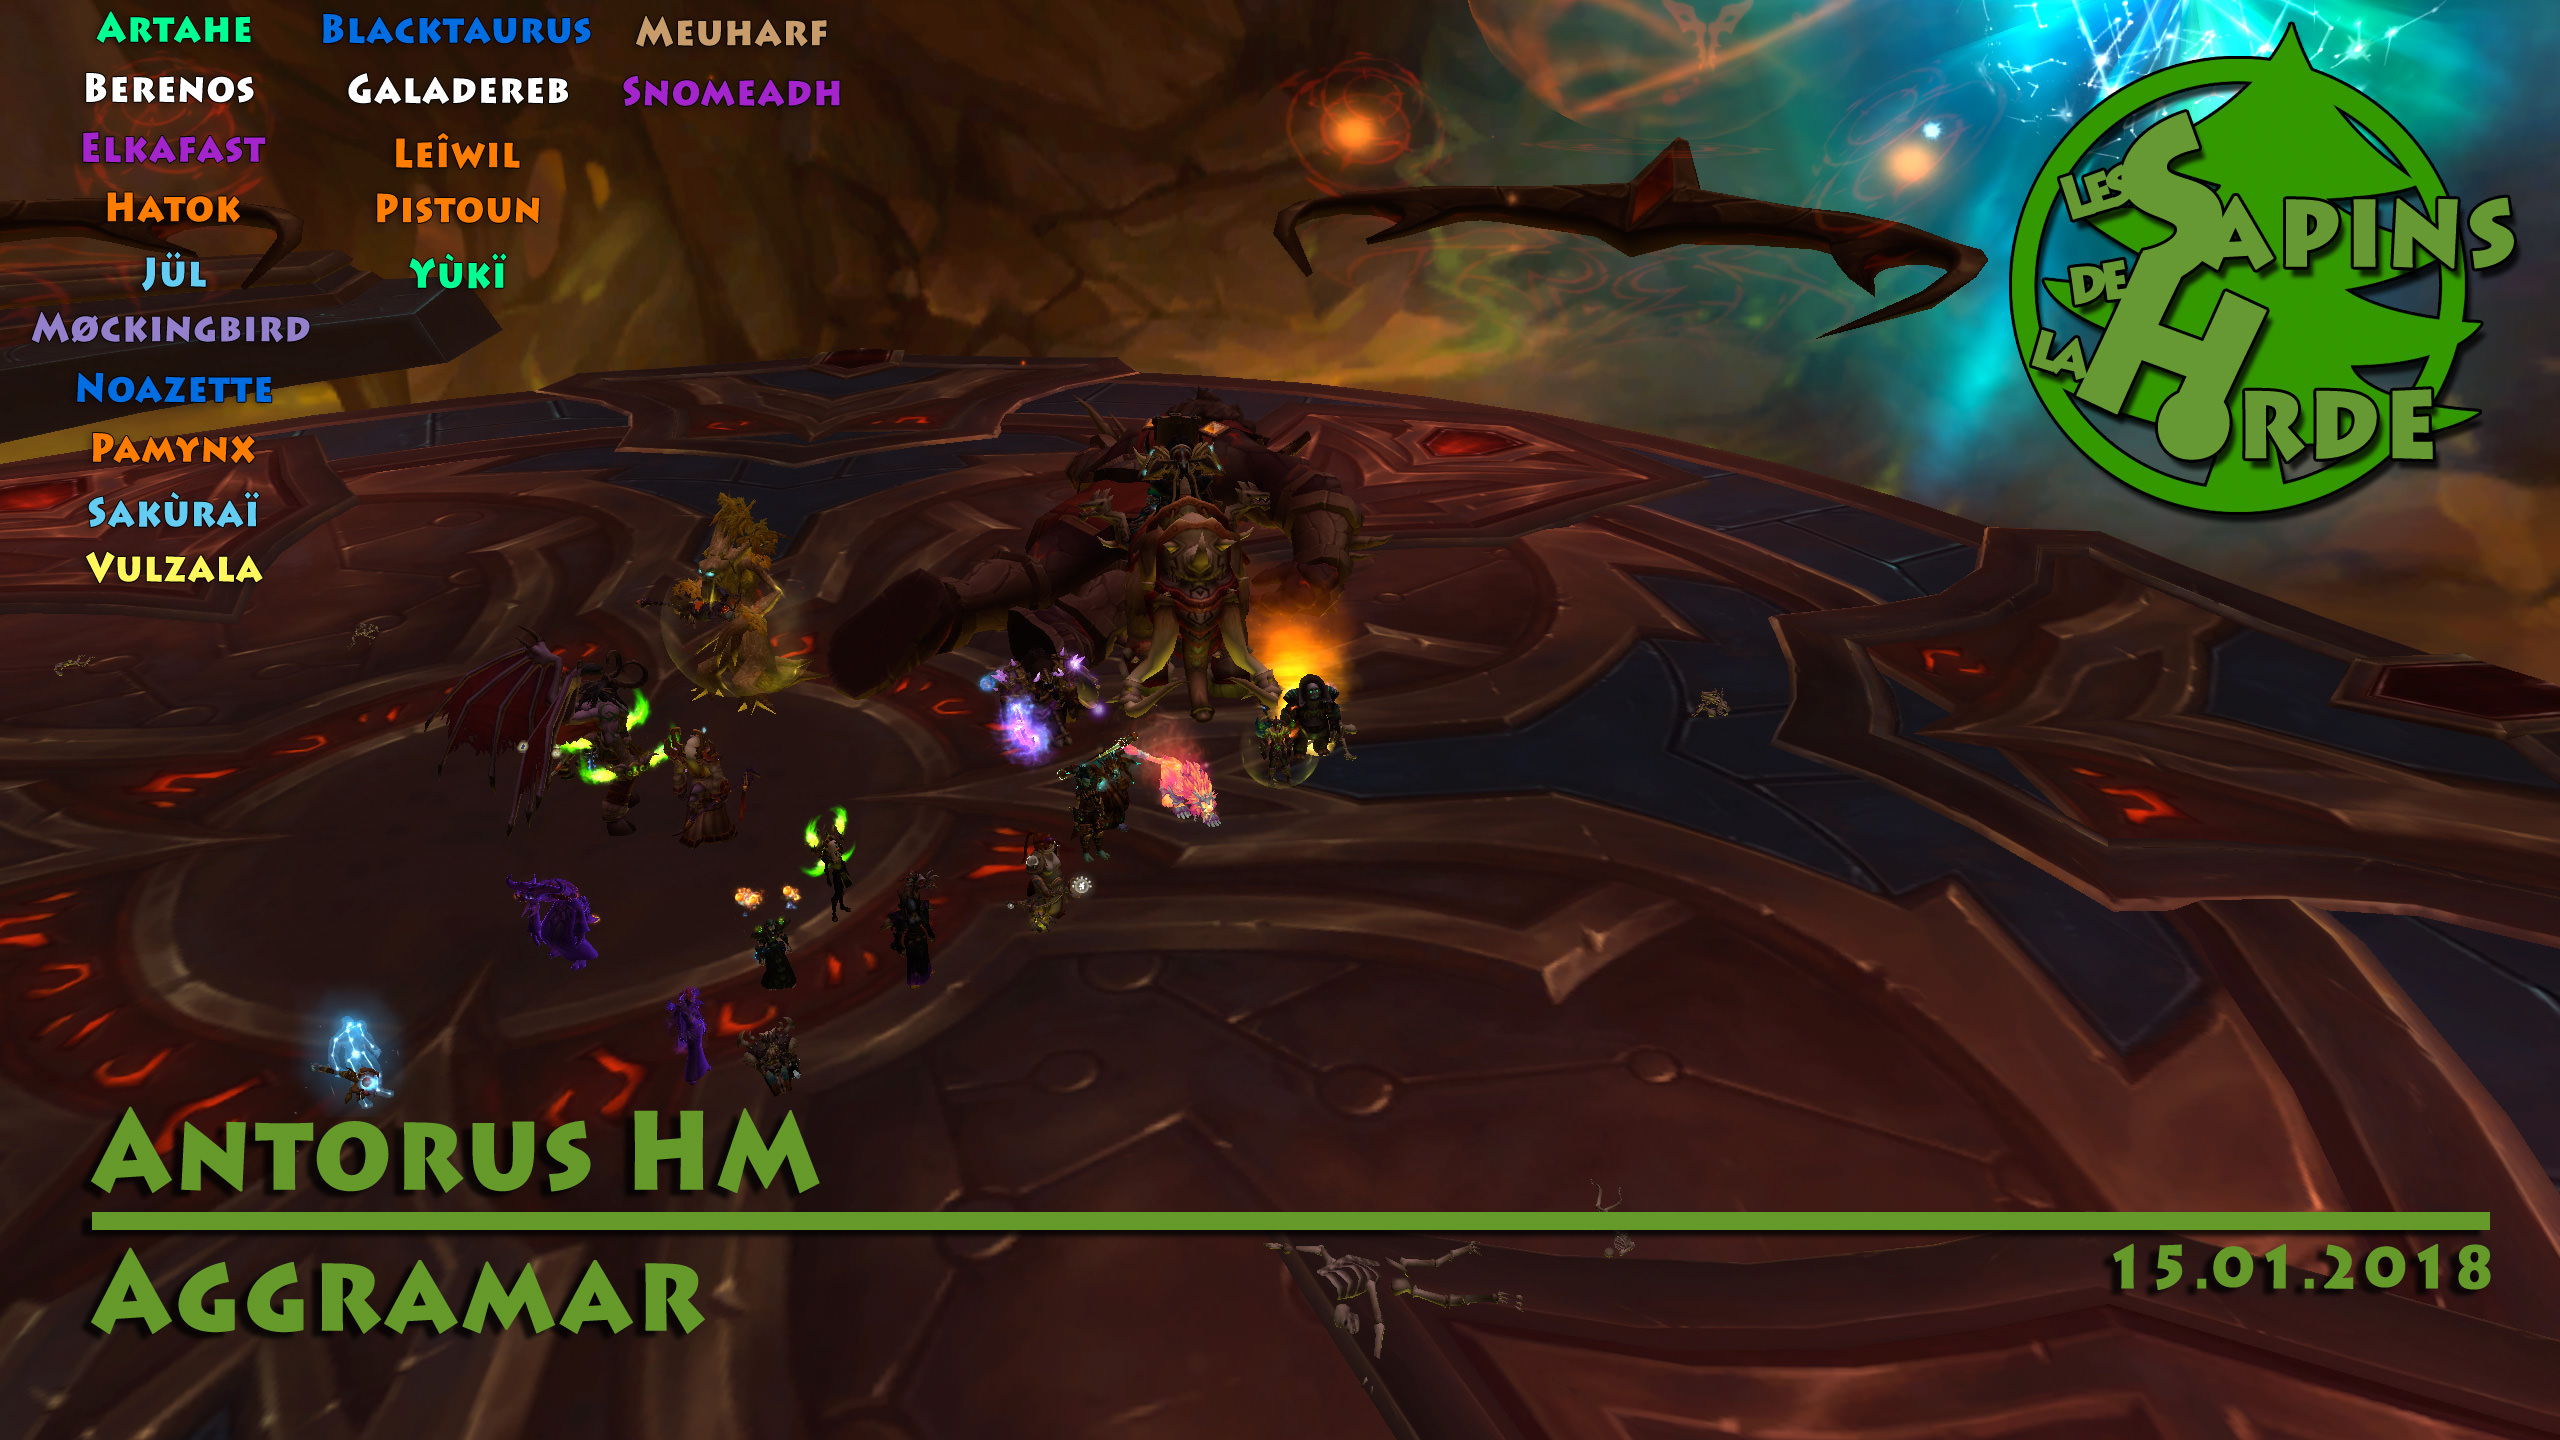 Artahe
Berenos
Elkafast
Hatok
Jül
Møckingbird
Noazette
Pamynx
Sakùraï
Vulzala
Blacktaurus
Galadereb
Leîwil
Pistoun
Yùkï
Meuharf
Snomeadh
Les Sapins
de
la Horde
Antorus HM
Aggramar
15.01.2018